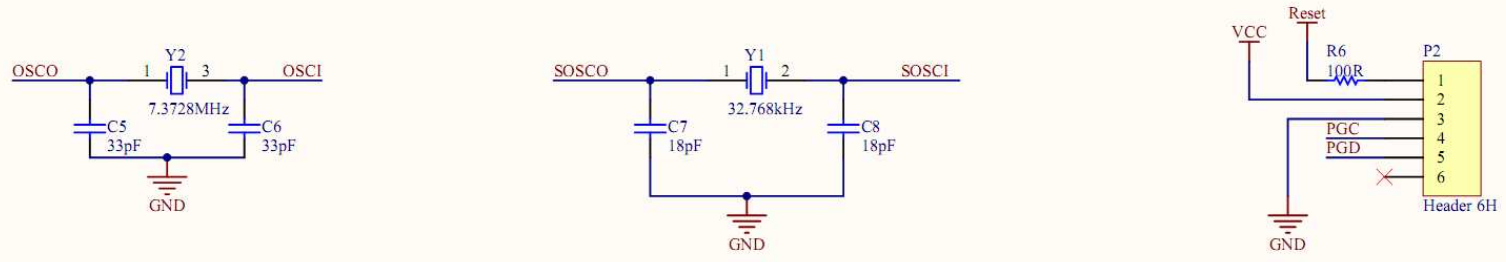 OSCO
Y2
1
3
OSCI
7.3728MHz
C5
33pF
C6
33pF
GND
SOSCO
Y1
1
2
SOSCI
32.768kHz
C7
18pF
C8
18pF
GND
Reset
VCC
R6
100R
P2
1
2
3
PGC
4
PGD
5
6
Header 6H
GND